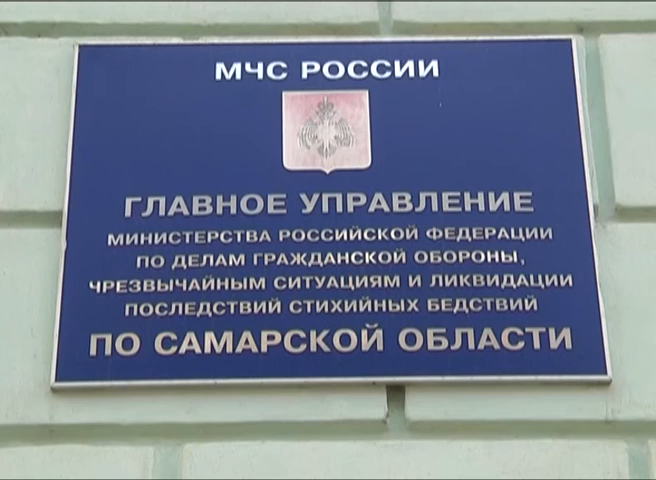 МЧС РОССИИ
ГЛАВНОЕ УПРАВЛЕНИЕ
МИНИСТЕРСТВА РОССИЙСКОЙ ФЕДЕРАЦИИ
ПО ДЕЛАМ ГРАЖДАНСКОЙ ОБОРОНЫ,
ЧРЕЗВЫЧАЙНЫМ СИТУАЦИЯМ И ЛИКВИДАЦИИ
ПОСЛЕДСТВИЙ СТИХИЙНЫХ БЕДСТВИЙ
ПО САМАРСКОЙ ОБЛАСТИ